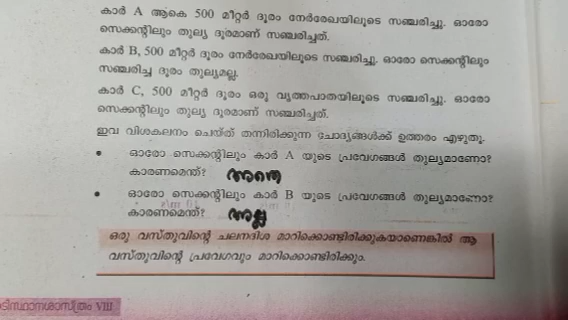 കാർ A ആകെ 500 മീറ്റർ ദൂരം നേർരേഖയിലൂടെ സഞ്ചരിച്ചു. ഓരോ
സെക്കന്റിലും തുല്യ ദൂരമാണ് സഞ്ചരിച്ചത്.
കാർ B, 500 മീറ്റർ ദൂരം നേർരേഖയിലൂടെ സഞ്ചരിച്ചു. ഓരോ സെക്കന്റിലും
സഞ്ചരിച്ച ദൂരം തുല്യമല്ല.
കാർ C, 500 മീറ്റർ ദൂരം ഒരു വൃത്തപാതയിലൂടെ സഞ്ചരിച്ചു. ഓരോ
സെക്കന്റിലും തുല്യ ദൂരമാണ് സഞ്ചരിച്ചത്.
ഇവ വിശകലനം ചെയ്ത് തന്നിരിക്കുന്ന ചോദ്യങ്ങൾക്ക് ഉത്തരം എഴുതൂ.
• ഓരോ സെക്കന്റിലും കാർ A യുടെ പ്രവേഗങ്ങൾ തുല്യമാണോ?
കാരണമെന്ത്? അതെ
• ഓരോ സെക്കന്റിലും കാർ B യുടെ പ്രവേഗങ്ങൾ തുല്യമാണോ?
കാരണമെന്ത്? അല്ല
ഒരു വസ്തുവിന്റെ ചലനദിശ മാറിക്കൊണ്ടിരിക്കുകയാണെങ്കിൽ ആ
വസ്തുവിന്റെ പ്രവേഗവും മാറിക്കൊണ്ടിരിക്കും.
ടിസ്ഥാനശാസ്ത്രം VIII